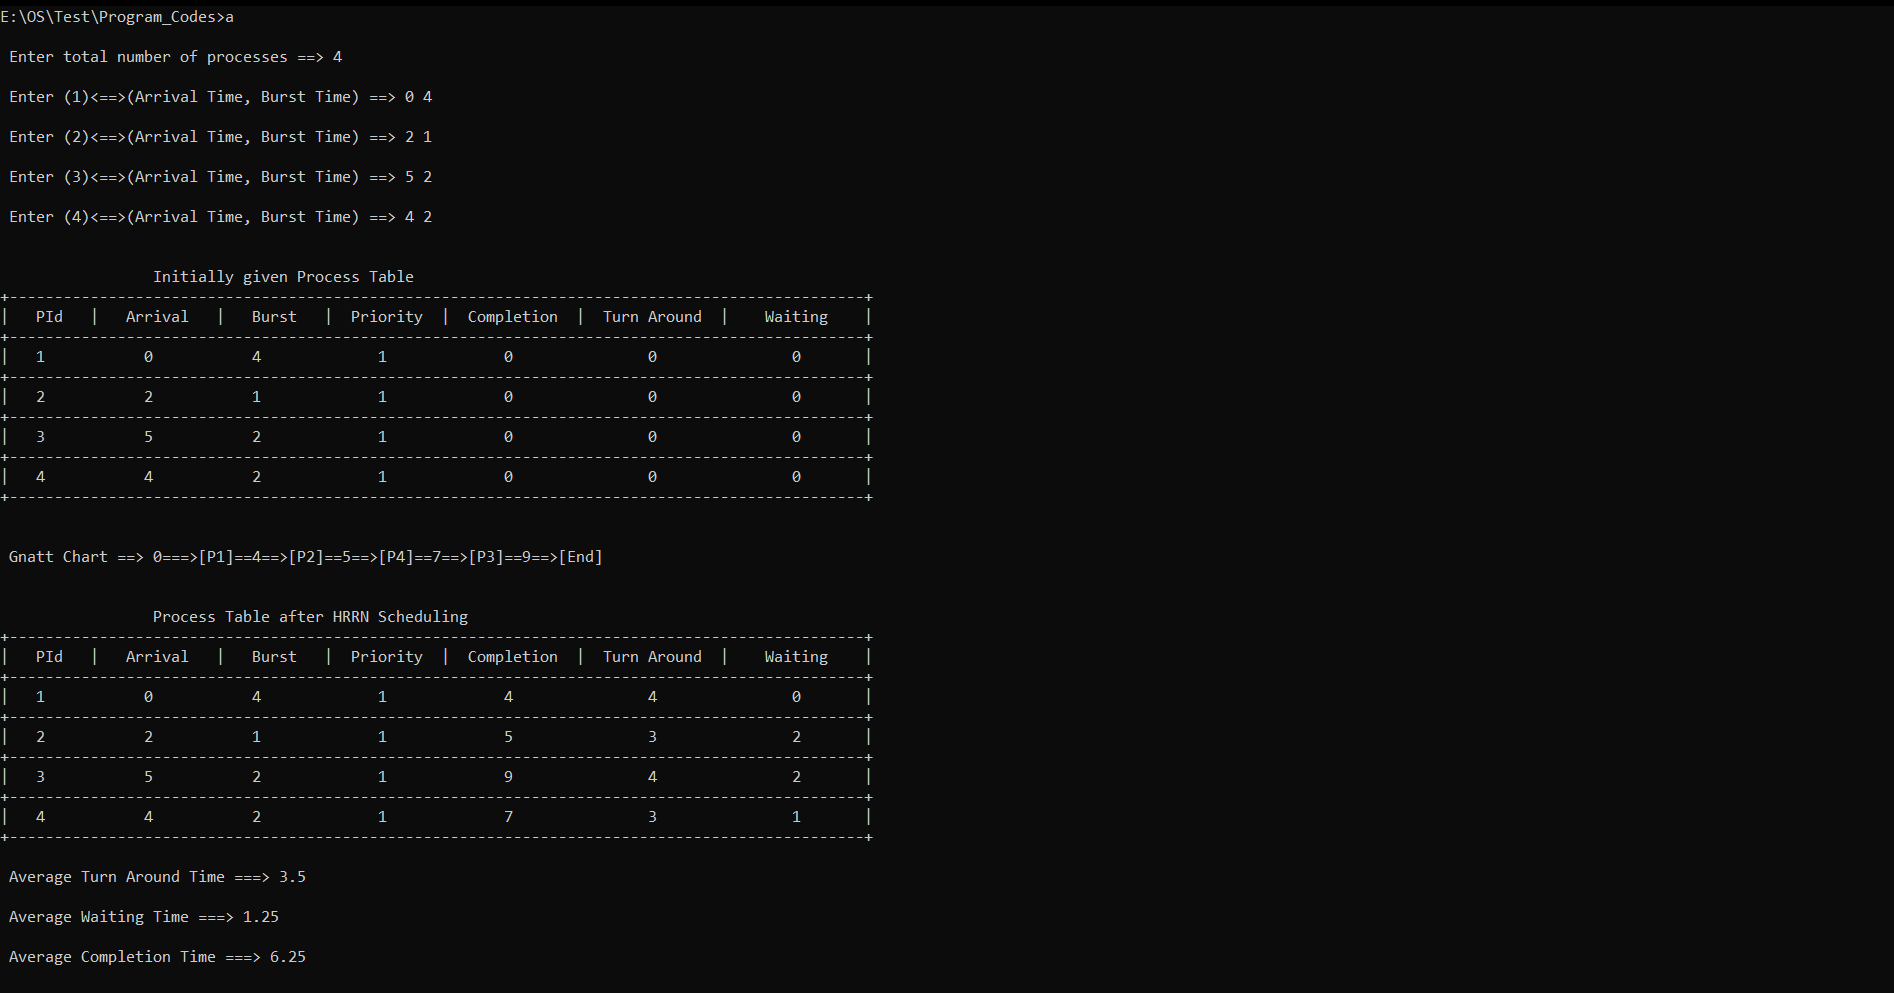 E:\OS\Test\Program_Codes>a
Enter total number of processes ==> 4
Enter (1)<==>(Arrival Time, Burst Time) ==> 0 4
Enter (2)<==>(Arrival Time, Burst Time) ==> 2 1
Enter (3)<==>(Arrival Time, Burst Time) ==> 5 2
Enter (4)<==>(Arrival Time, Burst Time) ==> 4 2
Initially given Process Table
+-----------------------------------------------------------------------------------------------+
|   PId   |   Arrival   |   Burst   |  Priority  |  Completion  |  Turn Around  |    Waiting    |
+-----------------------------------------------------------------------------------------------+
|   1           0           4             1             0               0               0       |
+-----------------------------------------------------------------------------------------------+
|   2           2           1             1             0               0               0       |
+-----------------------------------------------------------------------------------------------+
|   3           5           2             1             0               0               0       |
+-----------------------------------------------------------------------------------------------+
|   4           4           2             1             0               0               0       |
+-----------------------------------------------------------------------------------------------+
Gnatt Chart ==> 0===>[P1]==4==>[P2]==5==>[P4]==7==>[P3]==9==>[End]
Process Table after HRRN Scheduling
+-----------------------------------------------------------------------------------------------+
|   PId   |   Arrival   |   Burst   |  Priority  |  Completion  |  Turn Around  |    Waiting    |
+-----------------------------------------------------------------------------------------------+
|   1           0           4             1             4               4               0       |
+-----------------------------------------------------------------------------------------------+
|   2           2           1             1             5               3               2       |
+-----------------------------------------------------------------------------------------------+
|   3           5           2             1             9               4               2       |
+-----------------------------------------------------------------------------------------------+
|   4           4           2             1             7               3               1       |
+-----------------------------------------------------------------------------------------------+
Average Turn Around Time ===> 3.5
Average Waiting Time ===> 1.25
Average Completion Time ===> 6.25